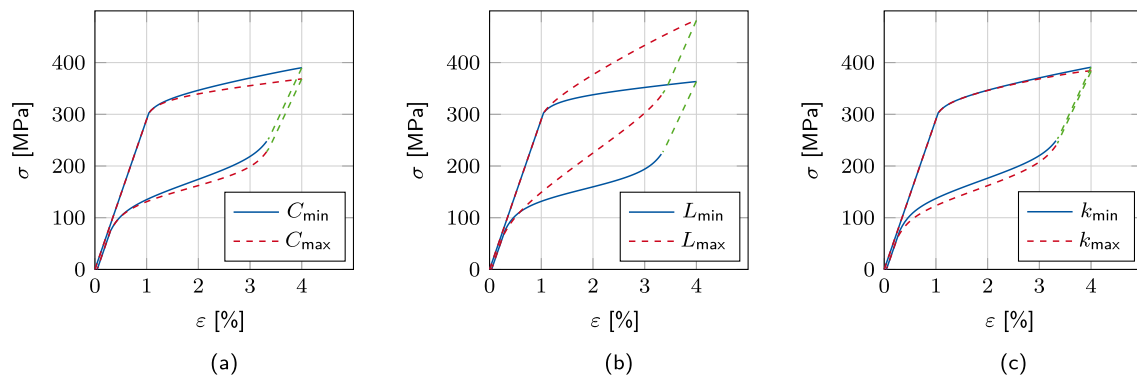 400
300
200
100
0
σ [MPa]
0 1 2 3 4
ε [%]
C_min
C_max
(a)
400
300
200
100
0
σ [MPa]
0 1 2 3 4
ε [%]
L_min
L_max
(b)
400
300
200
100
0
σ [MPa]
0 1 2 3 4
ε [%]
k_min
k_max
(c)